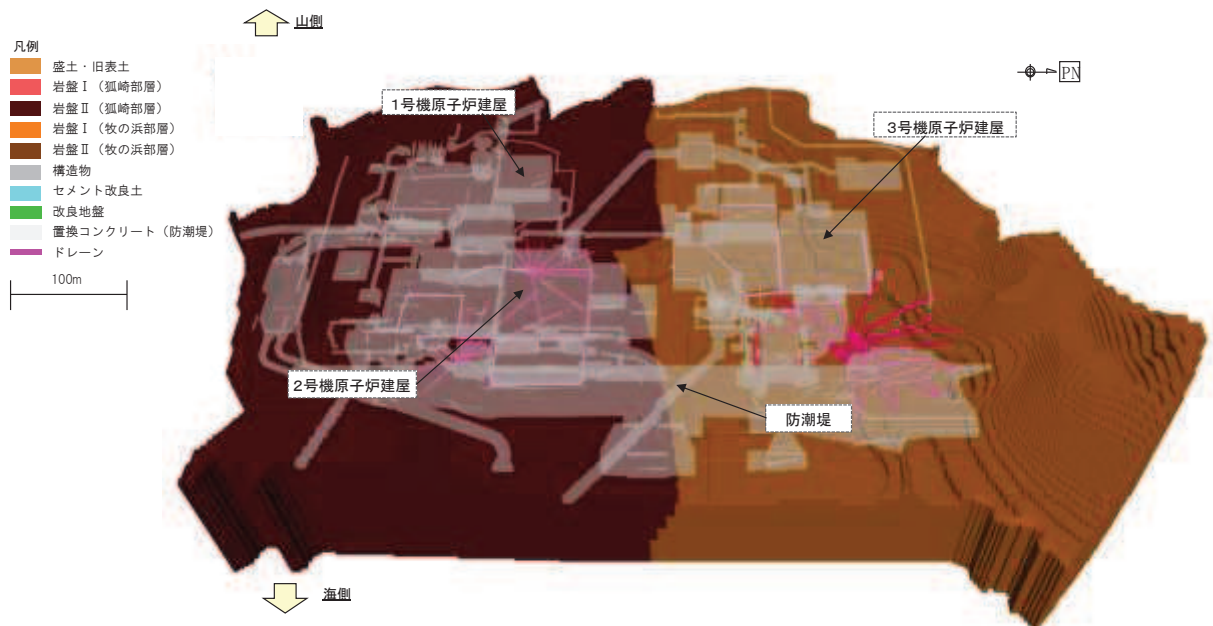 山側
凡例
盛土・旧表土
岩盤Ⅰ（狐崎部層）
岩盤Ⅱ（狐崎部層）
岩盤Ⅰ（牧の浜部層）
岩盤Ⅱ（牧の浜部層）
構造物
セメント改良土
改良地盤
置換コンクリート（防潮堤）
ドレーン
100m
PN
1号機原子炉建屋
3号機原子炉建屋
2号機原子炉建屋
防潮堤
海側